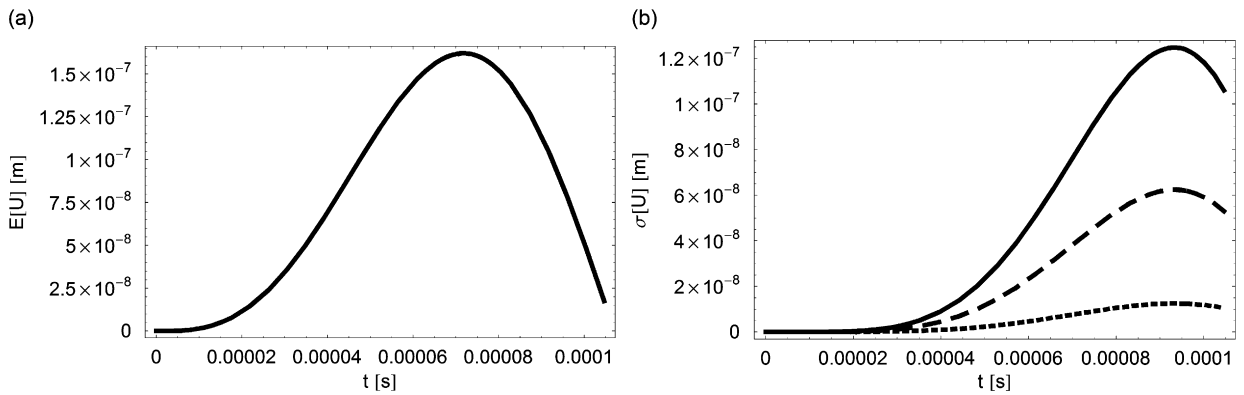 (a)
E[U] [m]
1.5×10⁻⁷
1.25×10⁻⁷
1×10⁻⁷
7.5×10⁻⁸
5×10⁻⁸
2.5×10⁻⁸
0
0 0.00002 0.00004 0.00006 0.00008 0.0001
t [s]
(b)
σ[U] [m]
1.2×10⁻⁷
1×10⁻⁷
8×10⁻⁸
6×10⁻⁸
4×10⁻⁸
2×10⁻⁸
0
0 0.00002 0.00004 0.00006 0.00008 0.0001
t [s]